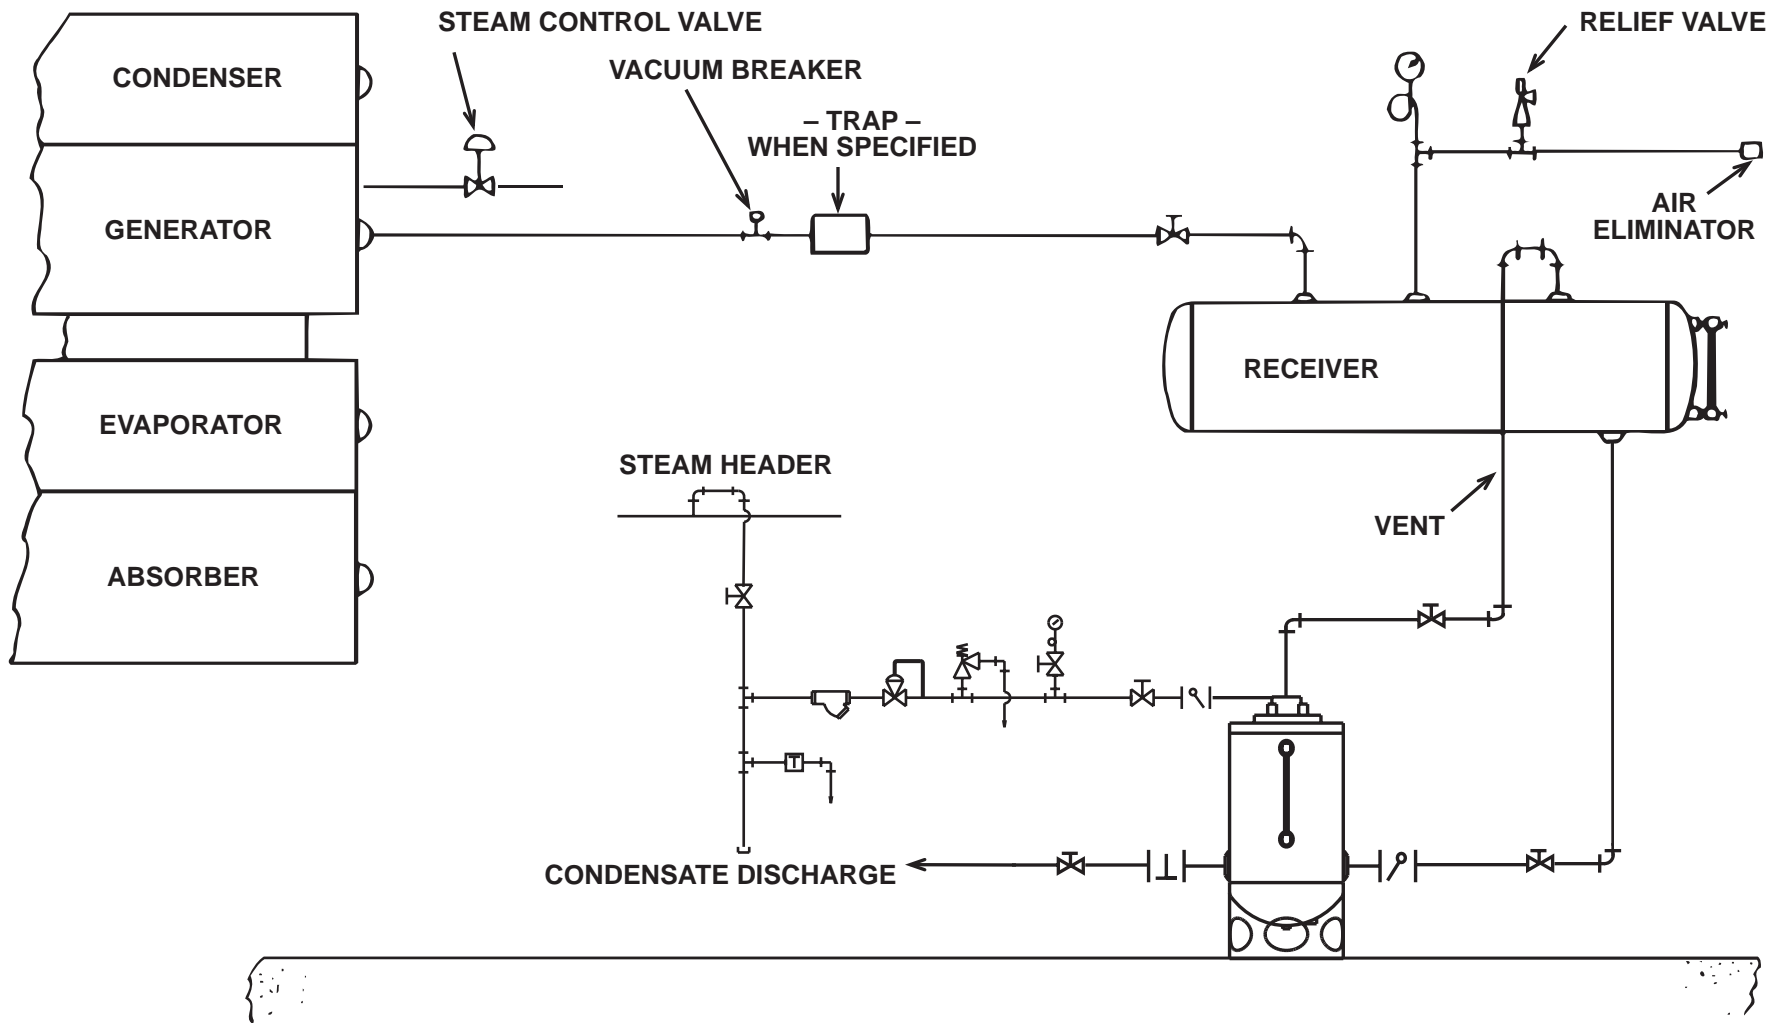 STEAM CONTROL VALVE
RELIEF VALVE
CONDENSER
VACUUM BREAKER
– TRAP –
WHEN SPECIFIED
AIR
ELIMINATOR
GENERATOR
RECEIVER
EVAPORATOR
STEAM HEADER
VENT
ABSORBER
T
CONDENSATE DISCHARGE